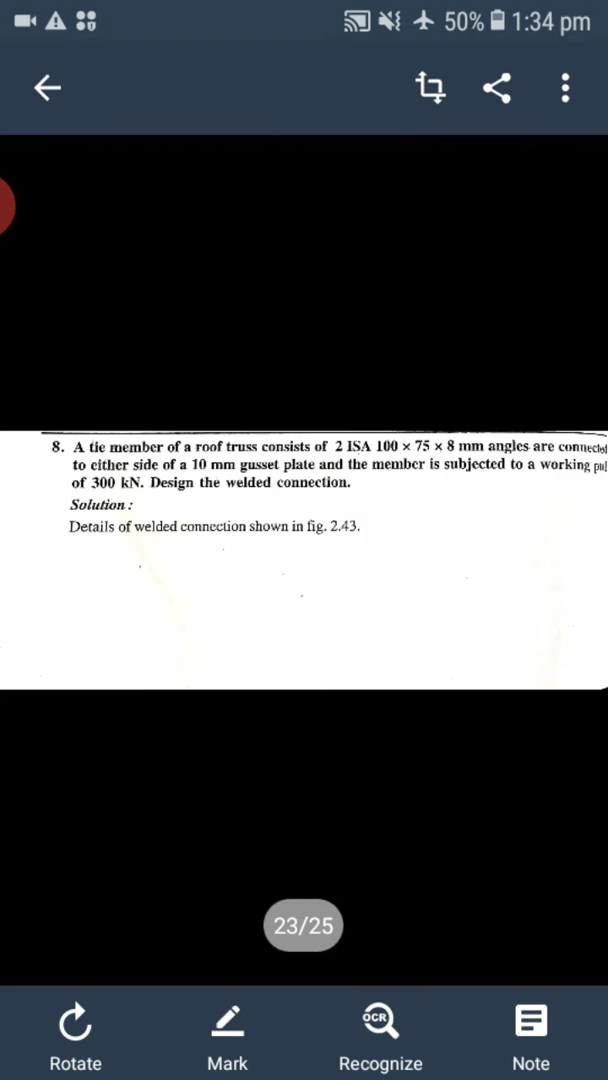 50% 1:34 pm
8. A tie member of a roof truss consists of 2 ISA 100 × 75 × 8 mm angles are connected
to either side of a 10 mm gusset plate and the member is subjected to a working pul
of 300 kN. Design the welded connection.
Solution :
Details of welded connection shown in fig. 2.43.
23/25
OCR
Rotate Mark Recognize Note